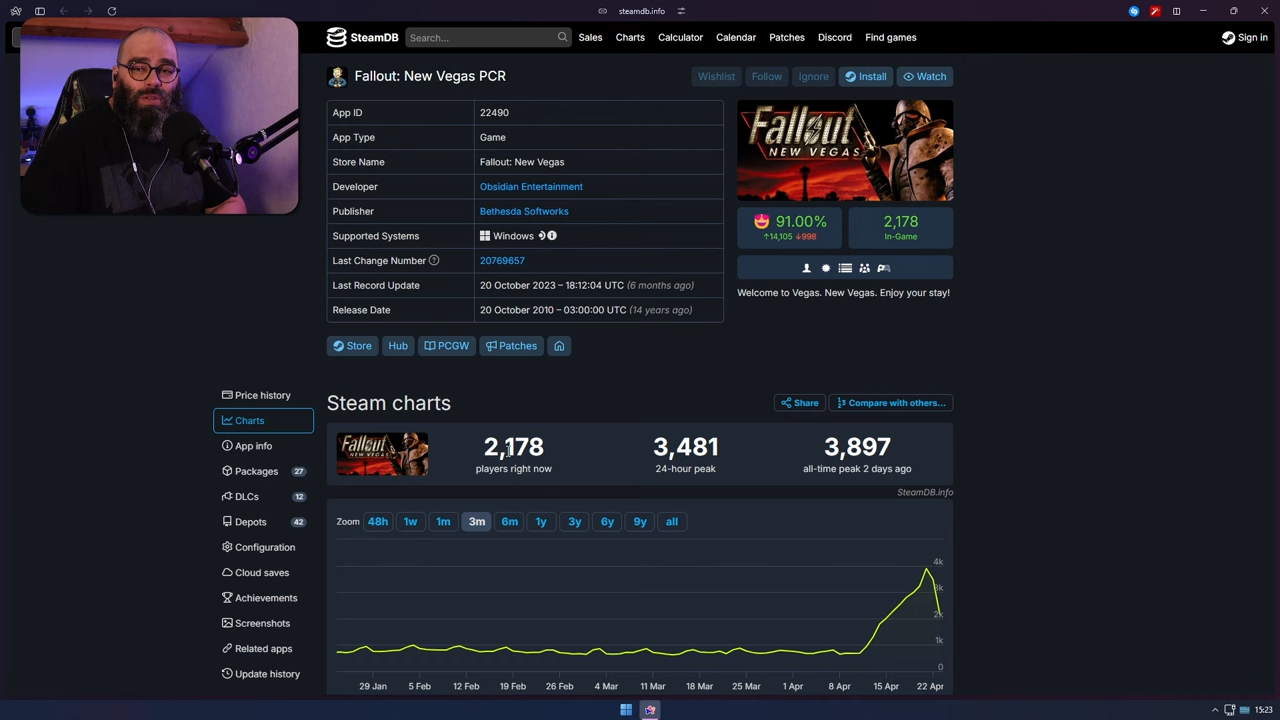 steamdb.info
SteamDB
Search...
Sales
Charts
Calculator
Calendar
Patches
Discord
Find games
Sign in
Fallout: New Vegas PCR
Wishlist
Follow
Ignore
Install
Watch
App ID 22490
App Type Game
Store Name Fallout: New Vegas
Developer Obsidian Entertainment
Publisher Bethesda Softworks
Supported Systems Windows
Last Change Number 20769657
Last Record Update 20 October 2023 – 18:12:04 UTC (6 months ago)
Release Date 20 October 2010 – 03:00:00 UTC (14 years ago)
Fallout
NEW VEGAS
91.00%
↑14,105 ↓998
2,178
In-Game
Welcome to Vegas. New Vegas. Enjoy your stay!
Store
Hub
PCGW
Patches
Price history
Charts
App info
Packages 27
DLCs 12
Depots 42
Configuration
Cloud saves
Achievements
Screenshots
Related apps
Update history
Steam charts
Share
Compare with others...
Fallout
NEW VEGAS
2,178
players right now
3,481
24-hour peak
3,897
all-time peak 2 days ago
SteamDB.info
Zoom 48h 1w 1m 3m 6m 1y 3y 6y 9y all
4k
3k
2k
1k
0
29 Jan 5 Feb 12 Feb 19 Feb 26 Feb 4 Mar 11 Mar 18 Mar 25 Mar 1 Apr 8 Apr 15 Apr 22 Apr
15:23